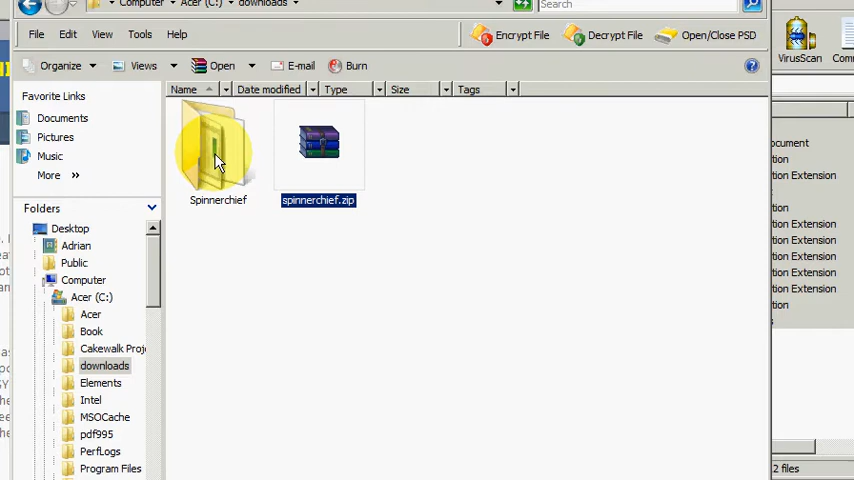 Computer ▸ Acer (C:) ▸ downloads ▸
Search
File Edit View Tools Help
Encrypt File Decrypt File Open/Close PSD
VirusScan
Organize Views Open E-mail Burn
Name Date modified Type Size Tags
Favorite Links
Documents
Pictures
Music
More »
Folders
Spinnerchief
spinnerchief.zip
Desktop
Adrian
Public
Computer
Acer (C:)
Acer
Book
Cakewalk Proj
downloads
Elements
Intel
MSOCache
pdf995
PerfLogs
Program Files
ocument
tion
tion Extension
tion
tion Extension
tion Extension
tion Extension
tion Extension
tion Extension
tion
2 files